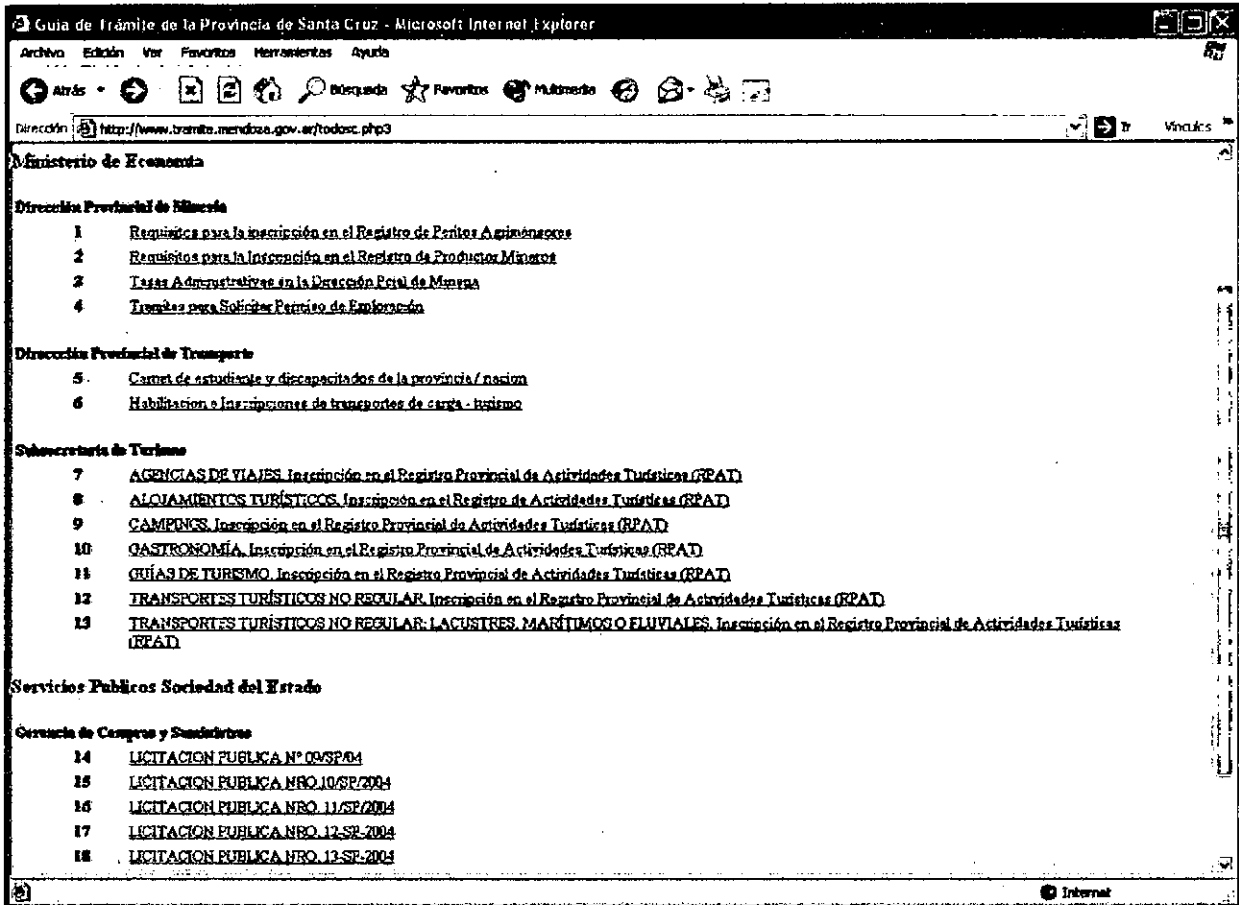 Guia de Trámite de la Provincia de Santa Cruz - Microsoft Internet Explorer
Archivo Edición Ver Favoritos Herramientas Ayuda
Atrás Búsqueda Favoritos Multimedia
Dirección http://www.tramite.mendoza.gov.ar/todosc.php3 Ir Vínculos »
Ministerio de Economia
Dirección Provincial de Minería
1 Requisitos para la inscripción en el Registro de Peritos Agrimensores
2 Requisitos para la Inscripción en el Registro de Productos Mineros
3 Tasas Administrativas en la Dirección Pcial de Minería
4 Tramites para Solicitar Permiso de Exploración
Dirección Provincial de Transporte
5 Carnet de estudiante y discapacitados de la provincia/ nacion
6 Habilitacion e Inscripciones de transportes de carga - turismo
Subsecretaría de Turismo
7 AGENCIAS DE VIAJES. Inscripción en el Registro Provincial de Actividades Turísticas (RPAT)
8 ALOJAMIENTOS TURÍSTICOS. Inscripción en el Registro de Actividades Turísticas (RPAT)
9 CAMPINGS. Inscripción en el Registro Provincial de Actividades Turísticas (RPAT)
10 GASTRONOMÍA. Inscripción en el Registro Provincial de Actividades Turísticas (RPAT)
11 GUÍAS DE TURISMO. Inscripción en el Registro Provincial de Actividades Turísticas (RPAT)
12 TRANSPORTES TURÍSTICOS NO REGULAR. Inscripción en el Registro Provincial de Actividades Turísticas (RPAT)
13 TRANSPORTES TURÍSTICOS NO REGULAR: LACUSTRES, MARÍTIMOS O FLUVIALES. Inscripción en el Registro Provincial de Actividades Turísticas
(RPAT)
Servicios Publicos Sociedad del Estado
Gerencia de Compras y Suministros
14 LICITACION PUBLICA Nº 09/SP/04
15 LICITACION PUBLICA NRO.10/SP/2004
16 LICITACION PUBLICA NRO. 11/SP/2004
17 LICITACION PUBLICA NRO. 12-SP-2004
18 LICITACION PUBLICA NRO. 13-SP-2004
Internet